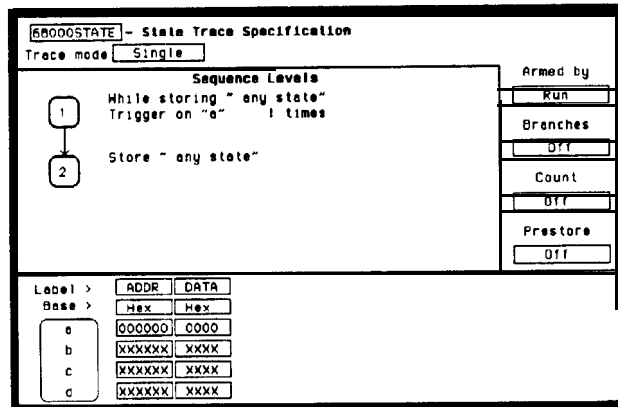 68000STATE - State Trace Specification
Trace mode Single
Sequence Levels
1
While storing " any state"
Trigger on "a" 1 times
2
Store " any state"
Armed by
Run
Branches
Off
Count
Off
Prestore
Off
Label > ADDR DATA
Base > Hex Hex
a 000000 0000
b XXXXXX XXXX
c XXXXXX XXXX
d XXXXXX XXXX